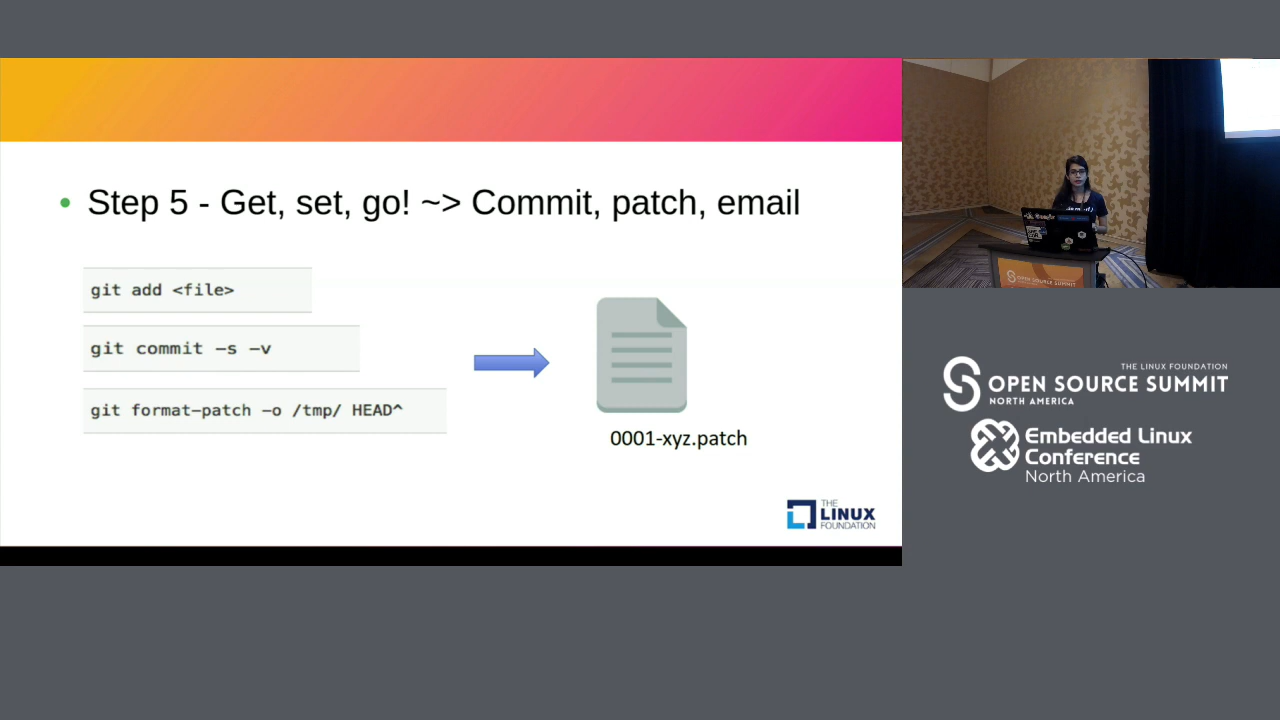 Step 5 - Get, set, go! ~> Commit, patch, email
git add <file>
git commit –s –v
git format–patch –o /tmp/ HEAD^
0001-xyz.patch
THE
LINUX
FOUNDATION
OPEN SOURCE SUMMIT
THE LINUX FOUNDATION
OPEN SOURCE SUMMIT
NORTH AMERICA
Embedded Linux
Conference
North America